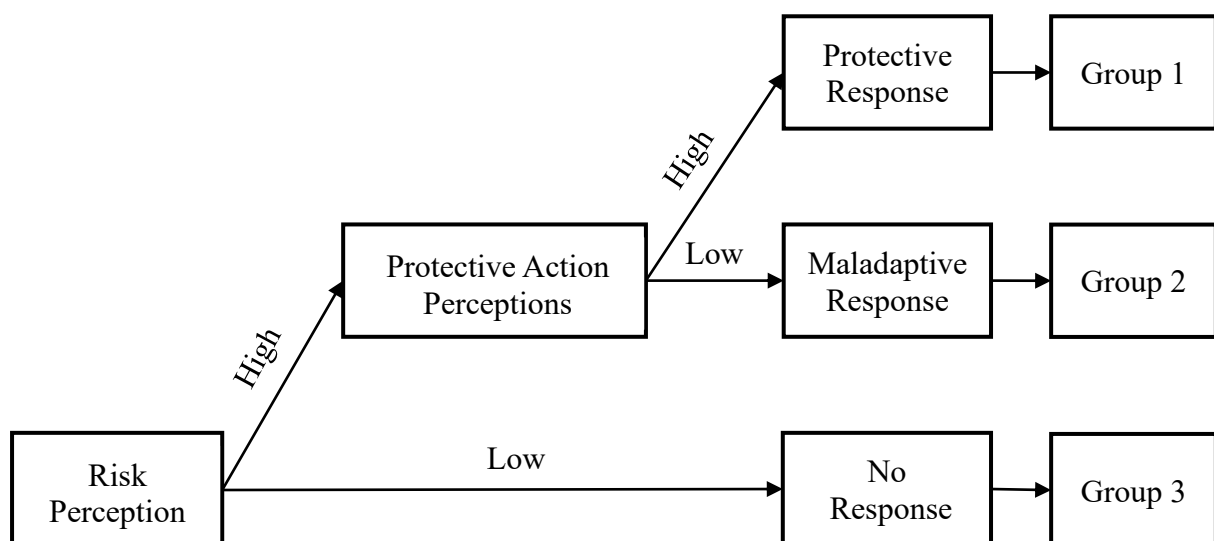 Protective
Response
Group 1
High
Protective Action
Perceptions
Low
Maladaptive
Response
Group 2
High
Risk
Perception
Low
No
Response
Group 3